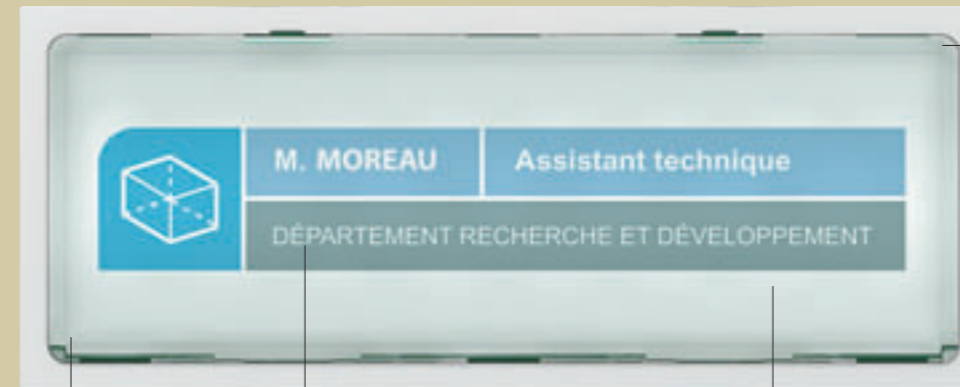 M. MOREAU Assistant technique
DÉPARTEMENT RECHERCHE ET DÉVELOPPEMENT